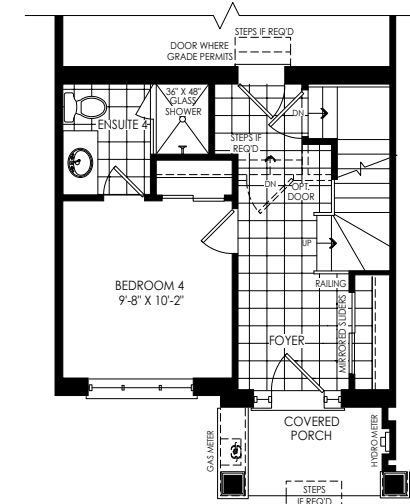 STEPS IF REQ'D
DOOR WHERE
GRADE PERMITS
36" X 48"
GLASS
SHOWER
ENSUITE 4
DN
STEPS IF
REQ'D
DN
OPT.
DOOR
UP
BEDROOM 4
9'-8" X 10'-2"
RAILING
MIRRORED SLIDERS
FOYER
COVERED
PORCH
GAS METER
HYDRO METER
STEPS
IF REQ'D